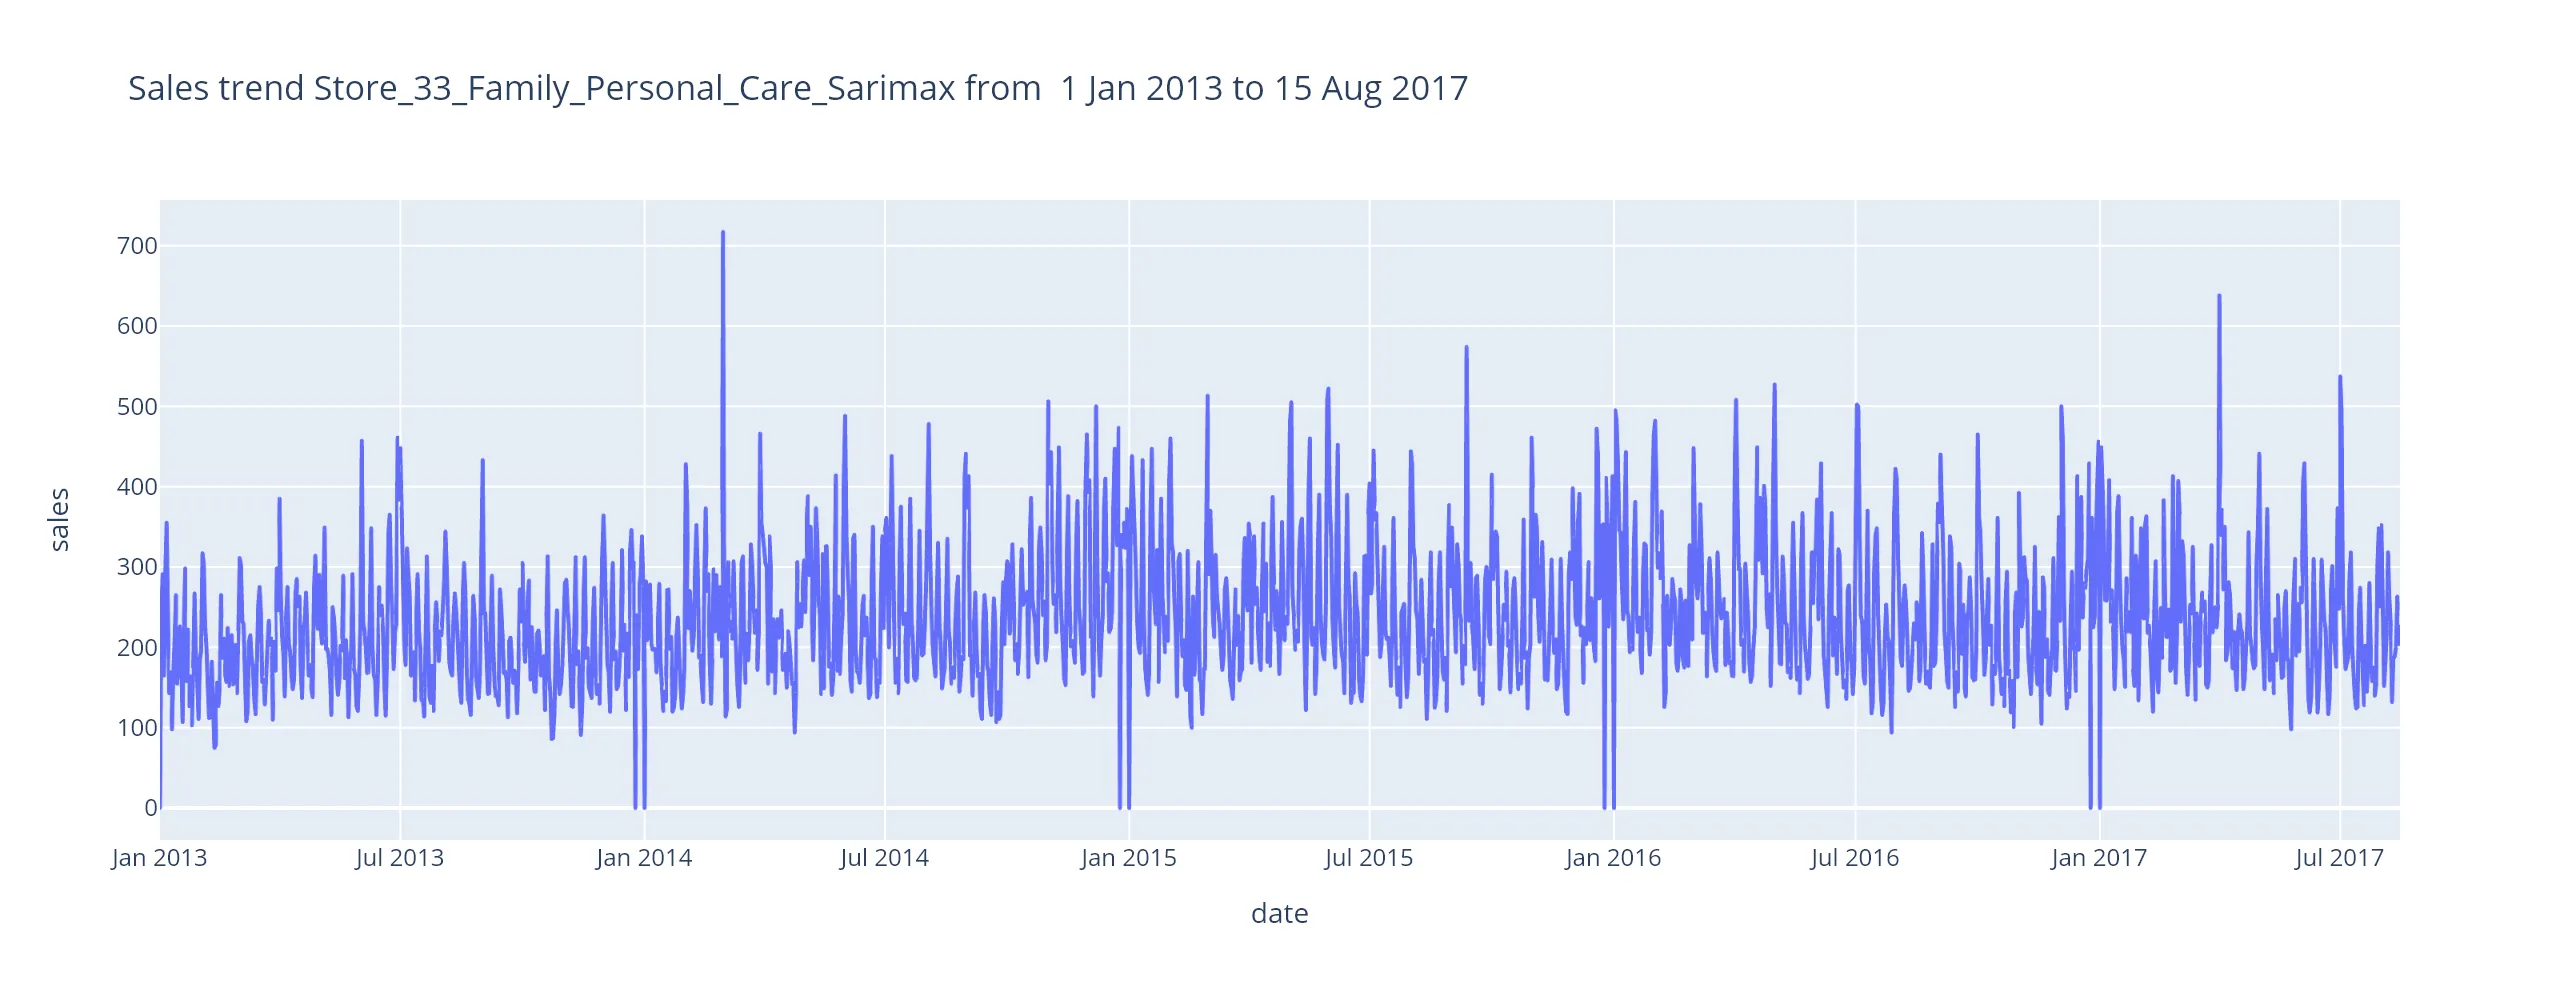 Sales trend Store_33_Family_Personal_Care_Sarimax from  1 Jan 2013 to 15 Aug 2017
700
600
500
400
300
200
100
0
sales
Jan 2013
Jul 2013
Jan 2014
Jul 2014
Jan 2015
Jul 2015
Jan 2016
Jul 2016
Jan 2017
Jul 2017
date